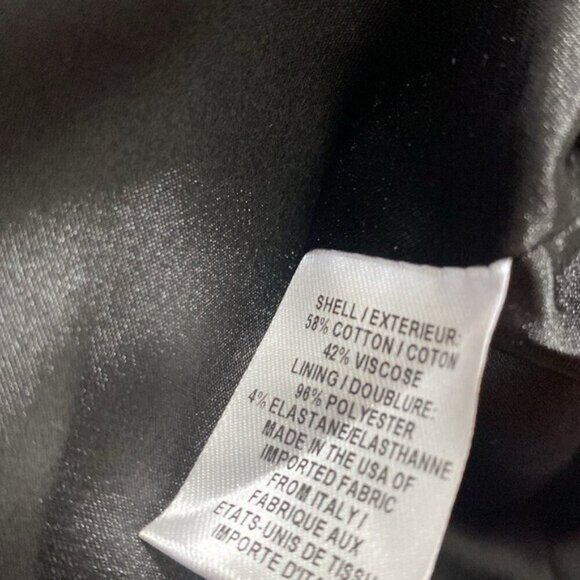 SHELL / EXTERIEUR:
58% COTTON / COTON
42% VISCOSE
LINING / DOUBLURE:
96% POLYESTER
4% ELASTANE/ELASTHANNE
MADE IN THE USA OF
IMPORTED FABRIC
FROM ITALY /
FABRIQUE AUX
ETATS-UNIS DE TISSU
IMPORTE